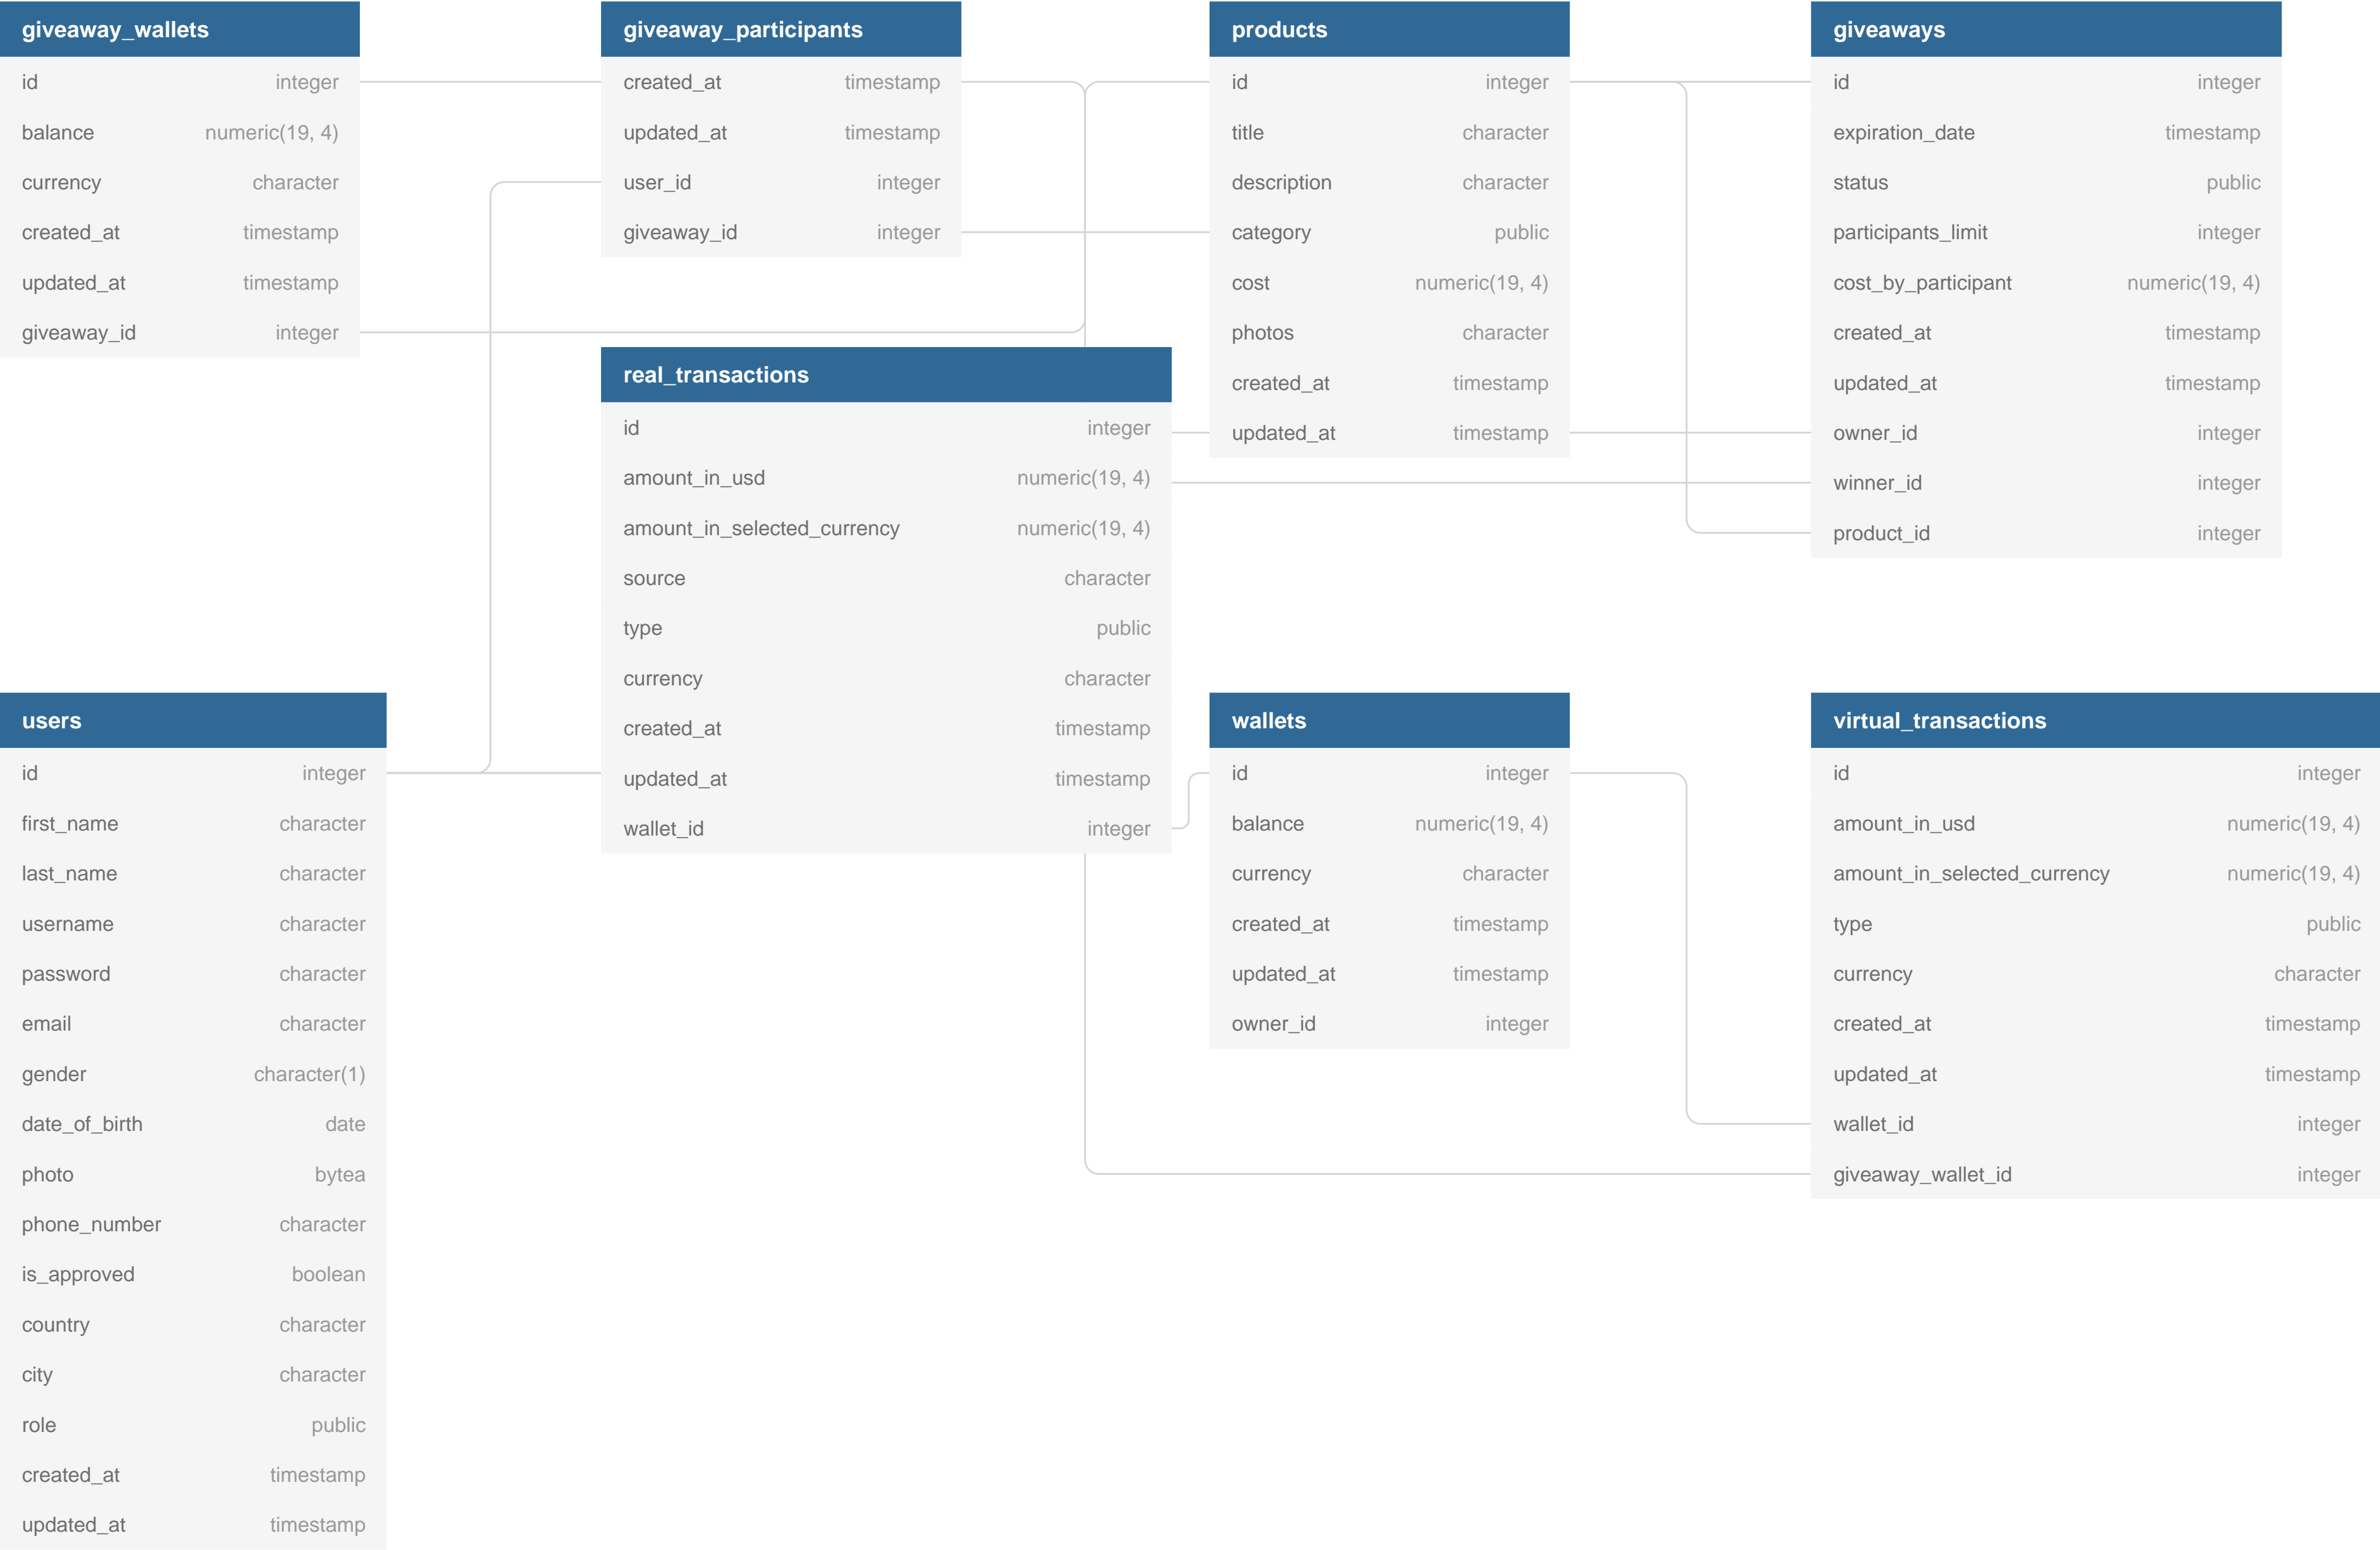 giveaway_wallets
id integer
balance numeric(19, 4)
currency character
created_at timestamp
updated_at timestamp
giveaway_id integer
giveaway_participants
created_at timestamp
updated_at timestamp
user_id integer
giveaway_id integer
products
id integer
title character
description character
category public
cost numeric(19, 4)
photos character
created_at timestamp
updated_at timestamp
giveaways
id integer
expiration_date timestamp
status public
participants_limit integer
cost_by_participant numeric(19, 4)
created_at timestamp
updated_at timestamp
owner_id integer
winner_id integer
product_id integer
real_transactions
id integer
amount_in_usd numeric(19, 4)
amount_in_selected_currency numeric(19, 4)
source character
type public
currency character
created_at timestamp
updated_at timestamp
wallet_id integer
users
id integer
first_name character
last_name character
username character
password character
email character
gender character(1)
date_of_birth date
photo bytea
phone_number character
is_approved boolean
country character
city character
role public
created_at timestamp
updated_at timestamp
wallets
id integer
balance numeric(19, 4)
currency character
created_at timestamp
updated_at timestamp
owner_id integer
virtual_transactions
id integer
amount_in_usd numeric(19, 4)
amount_in_selected_currency numeric(19, 4)
type public
currency character
created_at timestamp
updated_at timestamp
wallet_id integer
giveaway_wallet_id integer